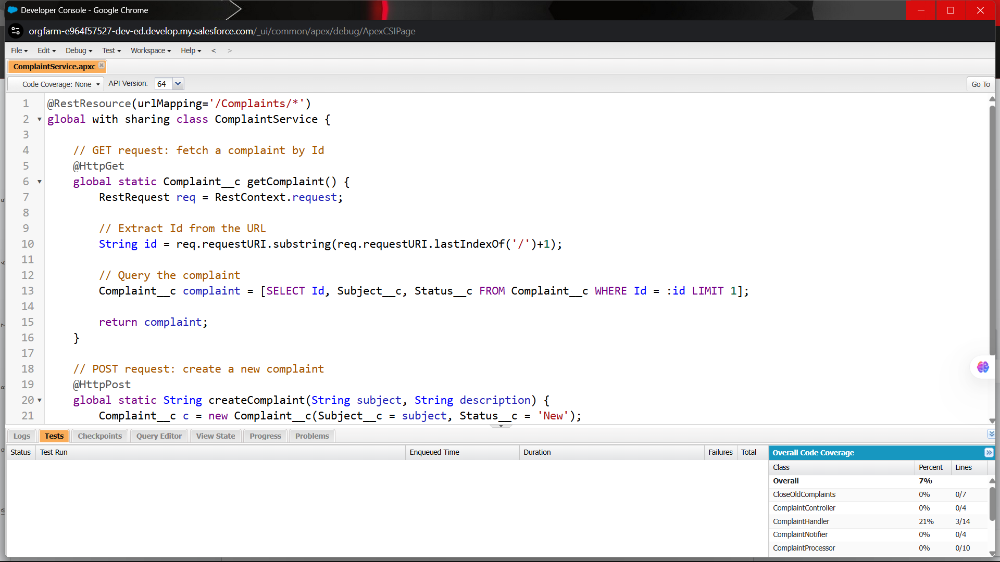 Developer Console - Google Chrome
orgfarm-e964f57527-dev-ed.develop.my.salesforce.com/_ui/common/apex/debug/ApexCSIPage
File Edit Debug Test Workspace Help < >
ComplaintService.apxc
Code Coverage: None API Version: 64 Go To
1 @RestResource(urlMapping='/Complaints/*')
2 global with sharing class ComplaintService {
3
4 // GET request: fetch a complaint by Id
5 @HttpGet
6 global static Complaint__c getComplaint() {
7 RestRequest req = RestContext.request;
8
9 // Extract Id from the URL
10 String id = req.requestURI.substring(req.requestURI.lastIndexOf('/')+1);
11
12 // Query the complaint
13 Complaint__c complaint = [SELECT Id, Subject__c, Status__c FROM Complaint__c WHERE Id = :id LIMIT 1];
14
15 return complaint;
16 }
17
18 // POST request: create a new complaint
19 @HttpPost
20 global static String createComplaint(String subject, String description) {
21 Complaint__c c = new Complaint__c(Subject__c = subject, Status__c = 'New');
Logs Tests Checkpoints Query Editor View State Progress Problems
Status Test Run Enqueued Time Duration Failures Total
Overall Code Coverage
Class Percent Lines
Overall 7%
CloseOldComplaints 0% 0/7
ComplaintController 0% 0/4
ComplaintHandler 21% 3/14
ComplaintNotifier 0% 0/4
ComplaintProcessor 0% 0/10